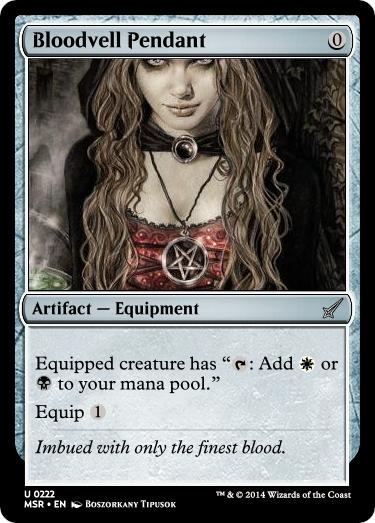 Bloodvell Pendant 0
Artifact — Equipment
Equipped creature has “ : Add or
to your mana pool.”
Equip 1
Imbued with only the finest blood.
U 0222
MSR • EN Boszorkany Tipusok
™ & © 2014 Wizards of the Coast